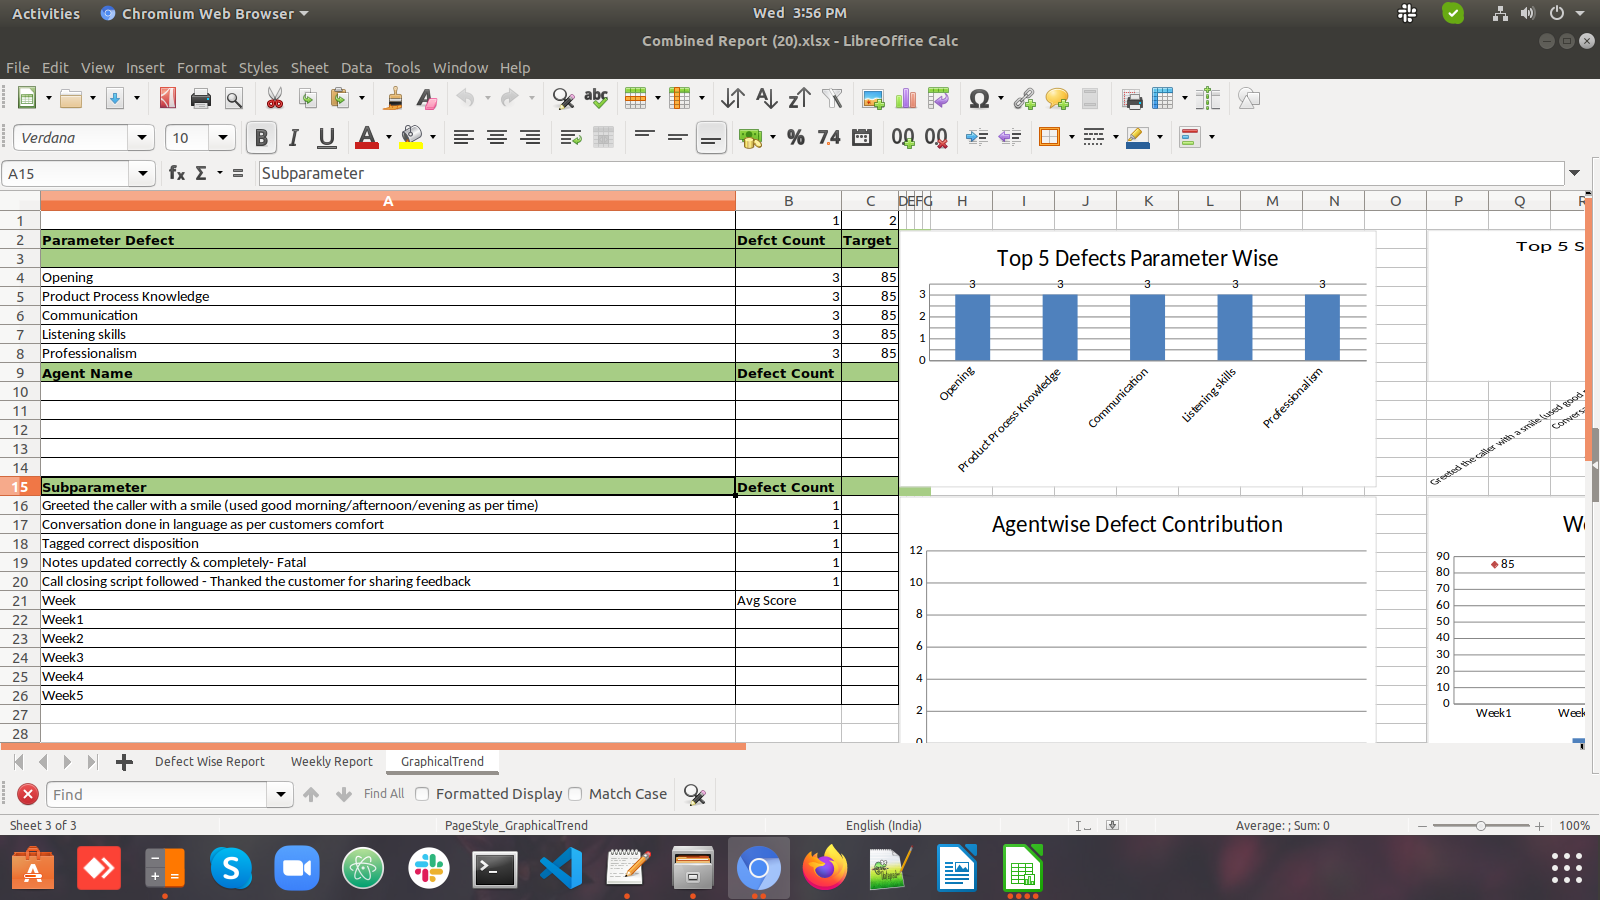 Activities Chromium Web Browser Wed 3:56 PM
Combined Report (20).xlsx - LibreOffice Calc
File Edit View Insert Format Styles Sheet Data Tools Window Help
Verdana 10
A15 Subparameter
A B C D E F G H I J K L M N O P Q R
1 1 2
2 Parameter Defect Defct Count Target
3
4 Opening 3 85
5 Product Process Knowledge 3 85
6 Communication 3 85
7 Listening skills 3 85
8 Professionalism 3 85
9 Agent Name Defect Count
10
11
12
13
14
15 Subparameter Defect Count
16 Greeted the caller with a smile (used good morning/afternoon/evening as per time) 1
17 Conversation done in language as per customers comfort 1
18 Tagged correct disposition 1
19 Notes updated correctly & completely- Fatal 1
20 Call closing script followed - Thanked the customer for sharing feedback 1
21 Week Avg Score
22 Week1
23 Week2
24 Week3
25 Week4
26 Week5
27
28
Top 5 Defects Parameter Wise
3 3 3 3 3
3
2
1
0
Opening
Product Process Knowledge
Communication
Listening skills
Professionalism
Top 5 S
Greeted the caller with a smile (used good
Conversa
Agentwise Defect Contribution
12
10
8
6
4
2
0
We
90
80
70
60
50
40
30
20
10
0
85
Week1 Week
Defect Wise Report Weekly Report GraphicalTrend
Find Find All Formatted Display Match Case
Sheet 3 of 3 PageStyle_GraphicalTrend English (India) Average: ; Sum: 0 100%